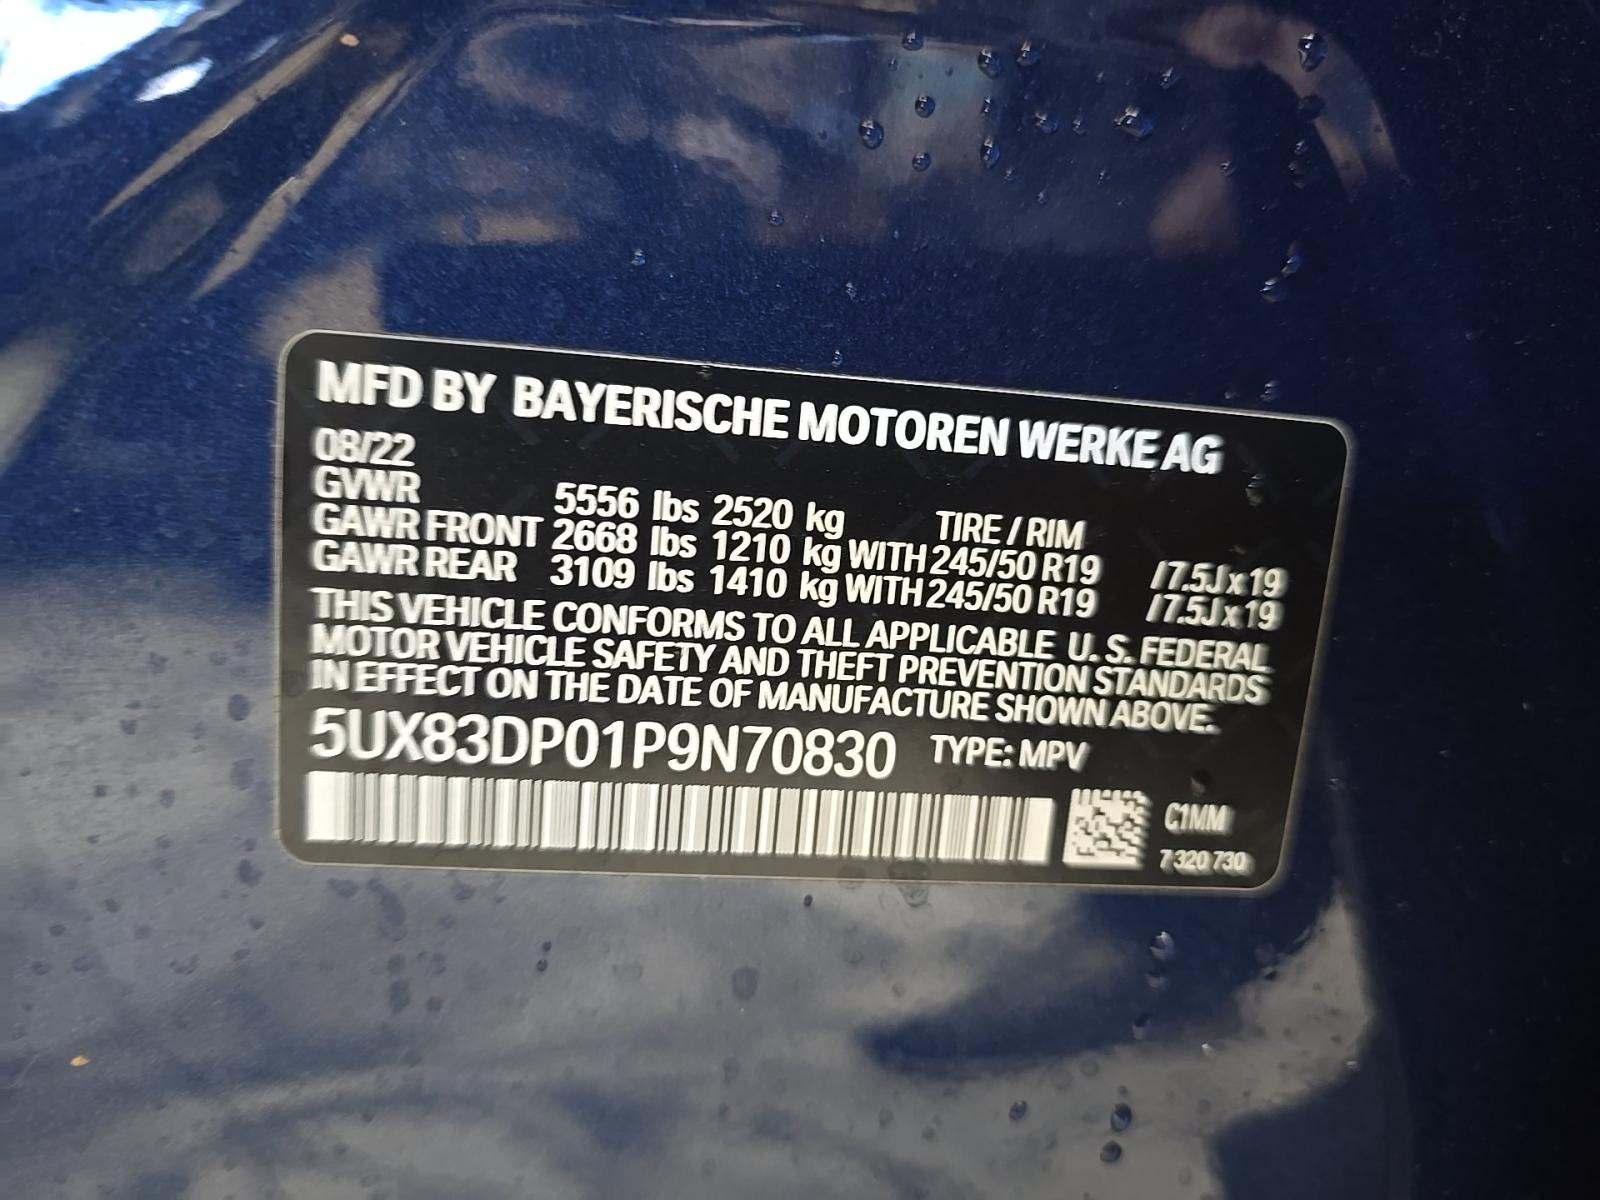 MFD BY BAYERISCHE MOTOREN WERKE AG
08/22
GVWR 5556 lbs 2520 kg TIRE / RIM
GAWR FRONT 2668 lbs 1210 kg WITH 245/50 R19 / 7.5J x 19
GAWR REAR 3109 lbs 1410 kg WITH 245/50 R19 / 7.5J x 19
THIS VEHICLE CONFORMS TO ALL APPLICABLE U. S. FEDERAL
MOTOR VEHICLE SAFETY AND THEFT PREVENTION STANDARDS
IN EFFECT ON THE DATE OF MANUFACTURE SHOWN ABOVE.
5UX83DP01P9N70830 TYPE: MPV
C1MM
7 320 730